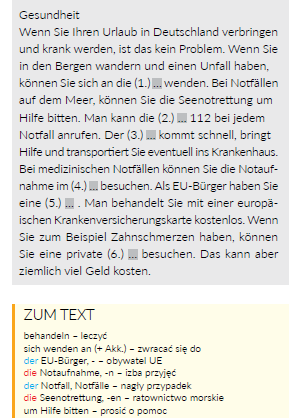 Gesundheit
Wenn Sie Ihren Urlaub in Deutschland verbringen
und krank werden, ist das kein Problem. Wenn Sie
in den Bergen wandern und einen Unfall haben,
können Sie sich an die (1.) ... wenden. Bei Notfällen
auf dem Meer, können Sie die Seenotrettung um
Hilfe bitten. Man kann die (2.) ... 112 bei jedem
Notfall anrufen. Der (3.) ... kommt schnell, bringt
Hilfe und transportiert Sie eventuell ins Krankenhaus.
Bei medizinischen Notfällen können Sie die Notauf-
nahme im (4.) ... besuchen. Als EU-Bürger haben Sie
eine (5.) ... . Man behandelt Sie mit einer europä-
ischen Krankenversicherungskarte kostenlos. Wenn
Sie zum Beispiel Zahnschmerzen haben, können
Sie eine private (6.) ... besuchen. Das kann aber
ziemlich viel Geld kosten.
ZUM TEXT
behandeln – leczyć
sich wenden an (+ Akk.) – zwracać się do
der EU-Bürger, - – obywatel UE
die Notaufnahme, -n – izba przyjęć
der Notfall, Notfälle – nagły przypadek
die Seenotrettung, -en – ratownictwo morskie
um Hilfe bitten – prosić o pomoc